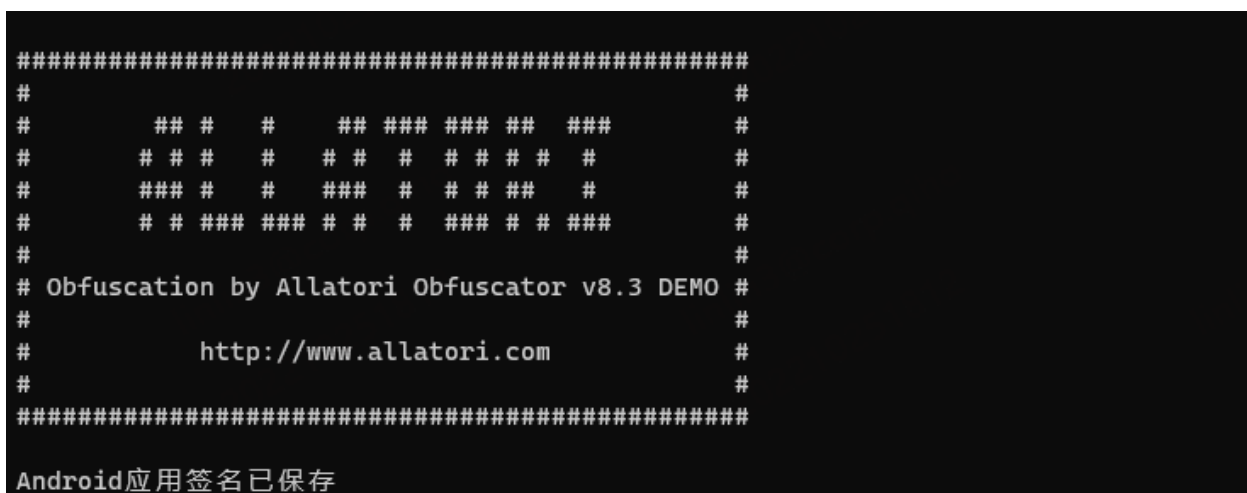 ################################################
#                                              #
#        ## #   #    ## ### ### ##  ###        #
#       # # #   #   # #  #  # # # #  #         #
#       ### #   #   ###  #  # # ##   #         #
#       # # ### ### # #  #  ### # # ###        #
#                                              #
# Obfuscation by Allatori Obfuscator v8.3 DEMO #
#                                              #
#           http://www.allatori.com            #
#                                              #
################################################
Android应用签名已保存